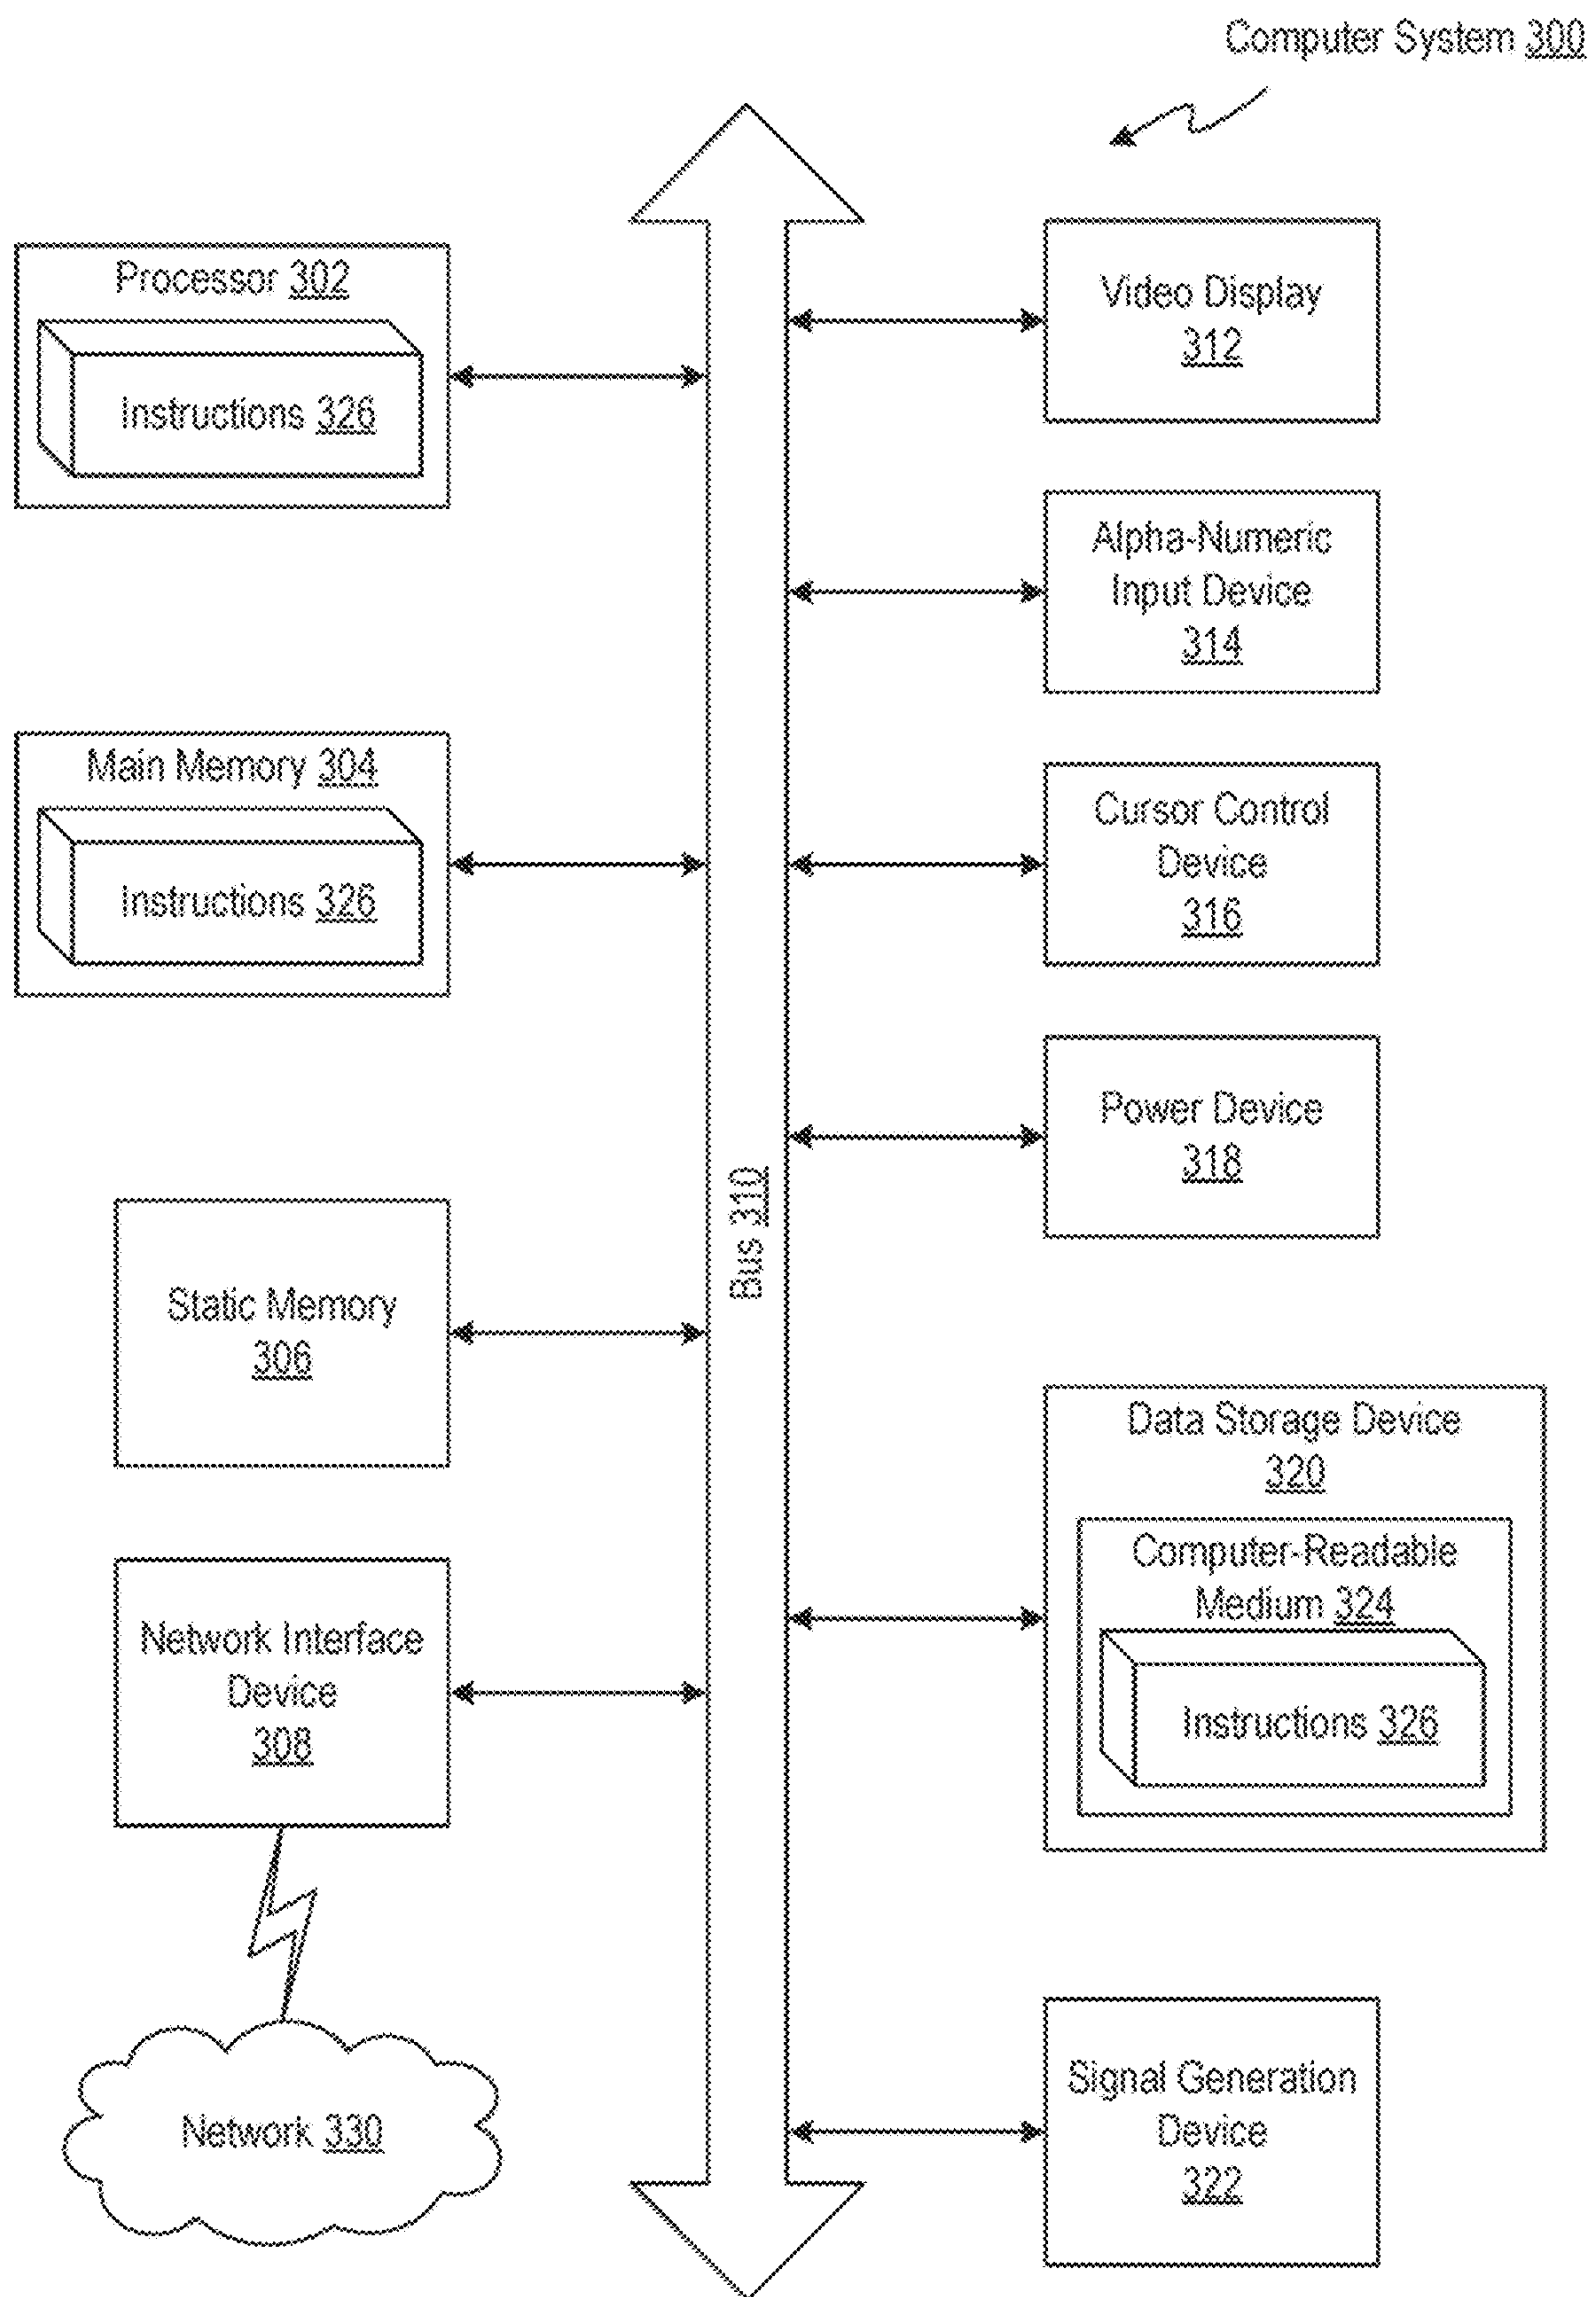 Computer System 300
Processor 302
Instructions 326
Main Memory 304
Instructions 326
Static Memory
306
Network Interface
Device
308
Network 330
Bus 310
Video Display
312
Alpha-Numeric
Input Device
314
Cursor Control
Device
316
Power Device
318
Data Storage Device
320
Computer-Readable
Medium 324
Instructions 326
Signal Generation
Device
322